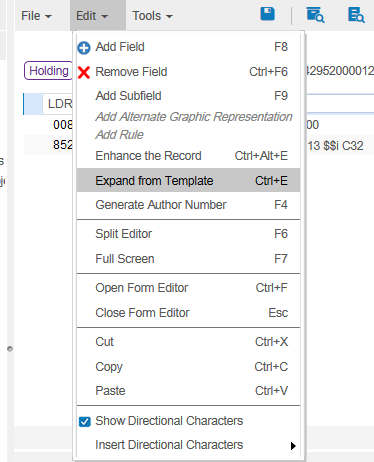 File Edit Tools
Add Field F8
Holding Remove Field Ctrl+F6 42952000012
Add Subfield F9
LDR
Add Alternate Graphic Representation
008 00
Add Rule
852 13 $$i C32
Enhance the Record Ctrl+Alt+E
Expand from Template Ctrl+E
Generate Author Number F4
Split Editor F6
Full Screen F7
Open Form Editor Ctrl+F
Close Form Editor Esc
Cut Ctrl+X
Copy Ctrl+C
Paste Ctrl+V
Show Directional Characters
Insert Directional Characters